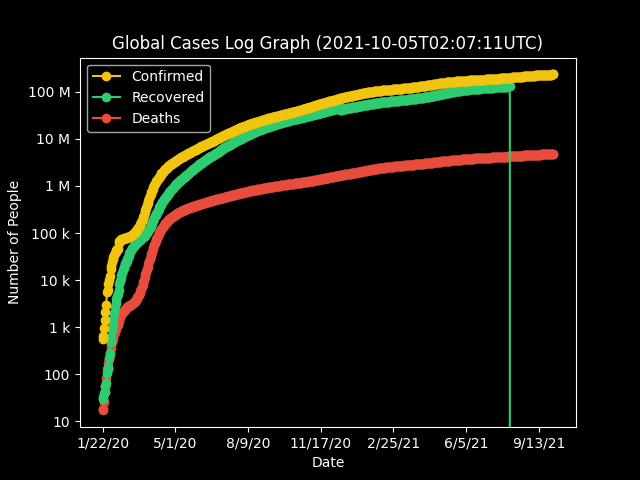 Global Cases Log Graph (2021-10-05T02:07:11UTC)
Confirmed
Recovered
Deaths
Number of People
100 M
10 M
1 M
100 k
10 k
1 k
100
10
1/22/20 5/1/20 8/9/20 11/17/20 2/25/21 6/5/21 9/13/21
Date